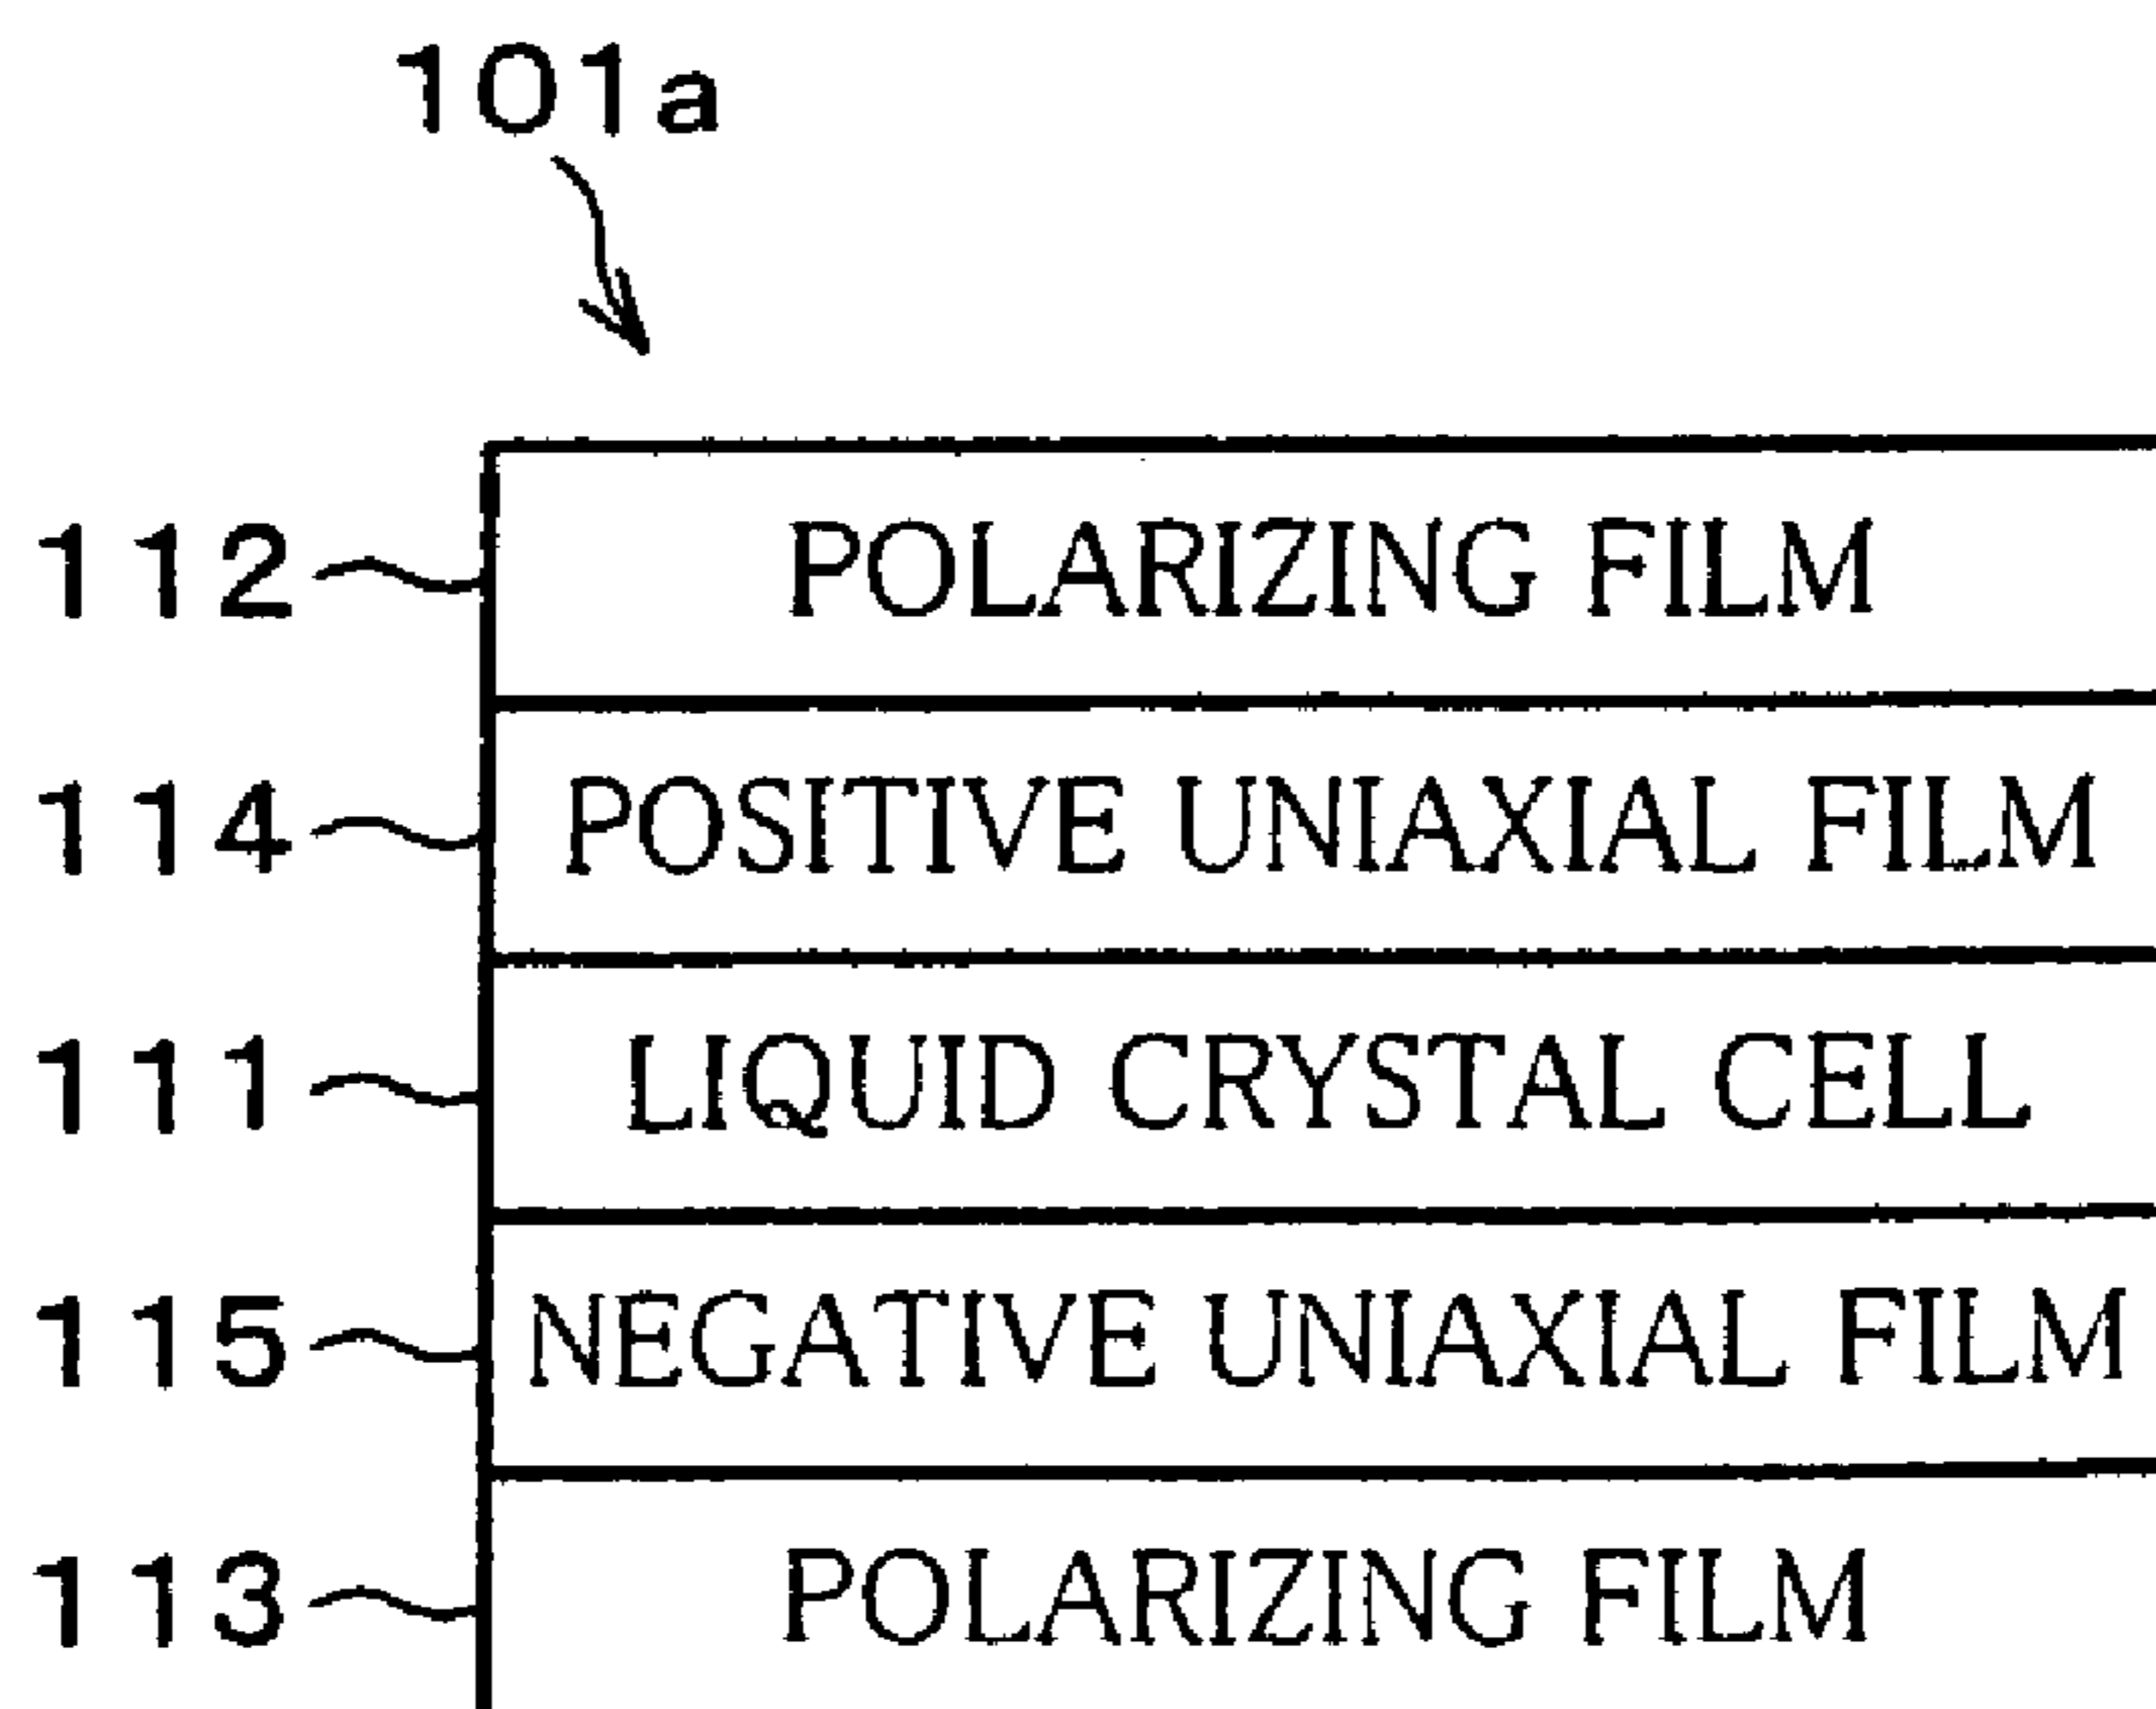 101a
112 POLARIZING FILM
114 POSITIVE UNIAXIAL FILM
111 LIQUID CRYSTAL CELL
115 NEGATIVE UNIAXIAL FILM
113 POLARIZING FILM